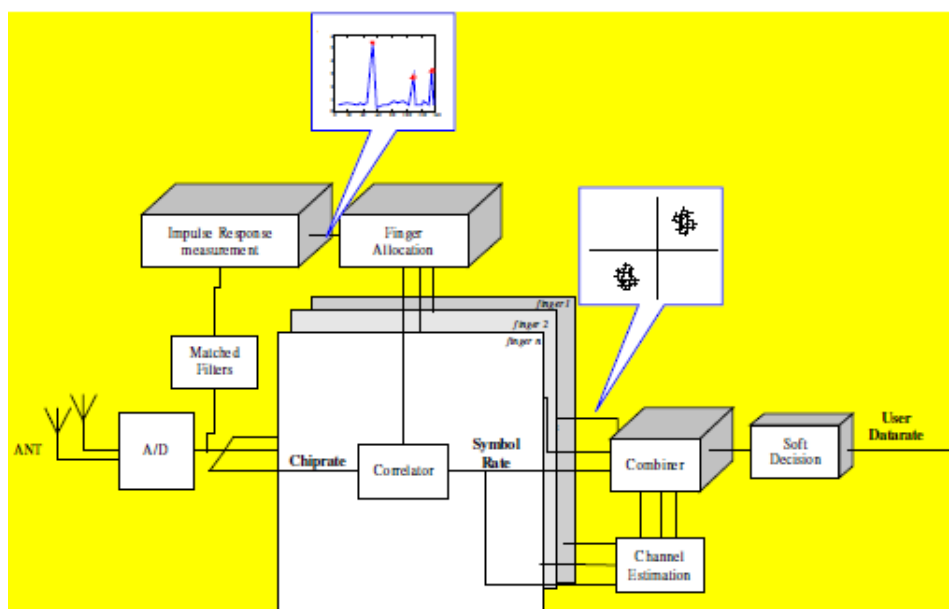 Impulse Response
measurement
Finger
Allocation
finger 1
finger 2
finger n
Matched
Filters
ANT
A/D
Chiprate
Correlator
Symbol
Rate
Combiner
Soft
Decision
User
Datarate
Channel
Estimation